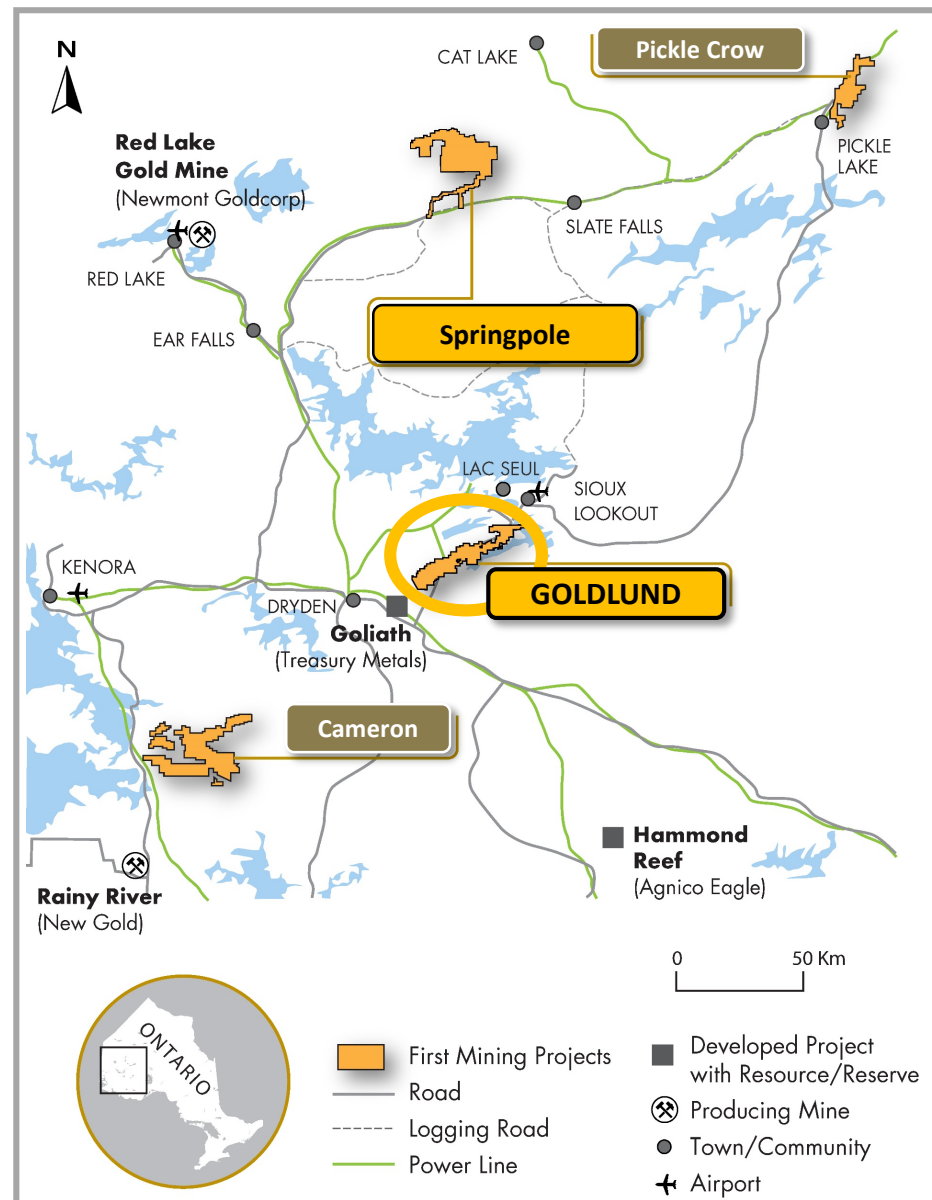 N
CAT LAKE
Pickle Crow
PICKLE
LAKE
Red Lake
Gold Mine
(Newmont Goldcorp)
RED LAKE
SLATE FALLS
EAR FALLS
Springpole
LAC SEUL
SIOUX
LOOKOUT
KENORA
DRYDEN
GOLDLUND
Goliath
(Treasury Metals)
Cameron
Hammond
Reef
(Agnico Eagle)
Rainy River
(New Gold)
0 50 Km
ONTARIO
First Mining Projects
Road
Logging Road
Power Line
Developed Project
with Resource/Reserve
Producing Mine
Town/Community
Airport